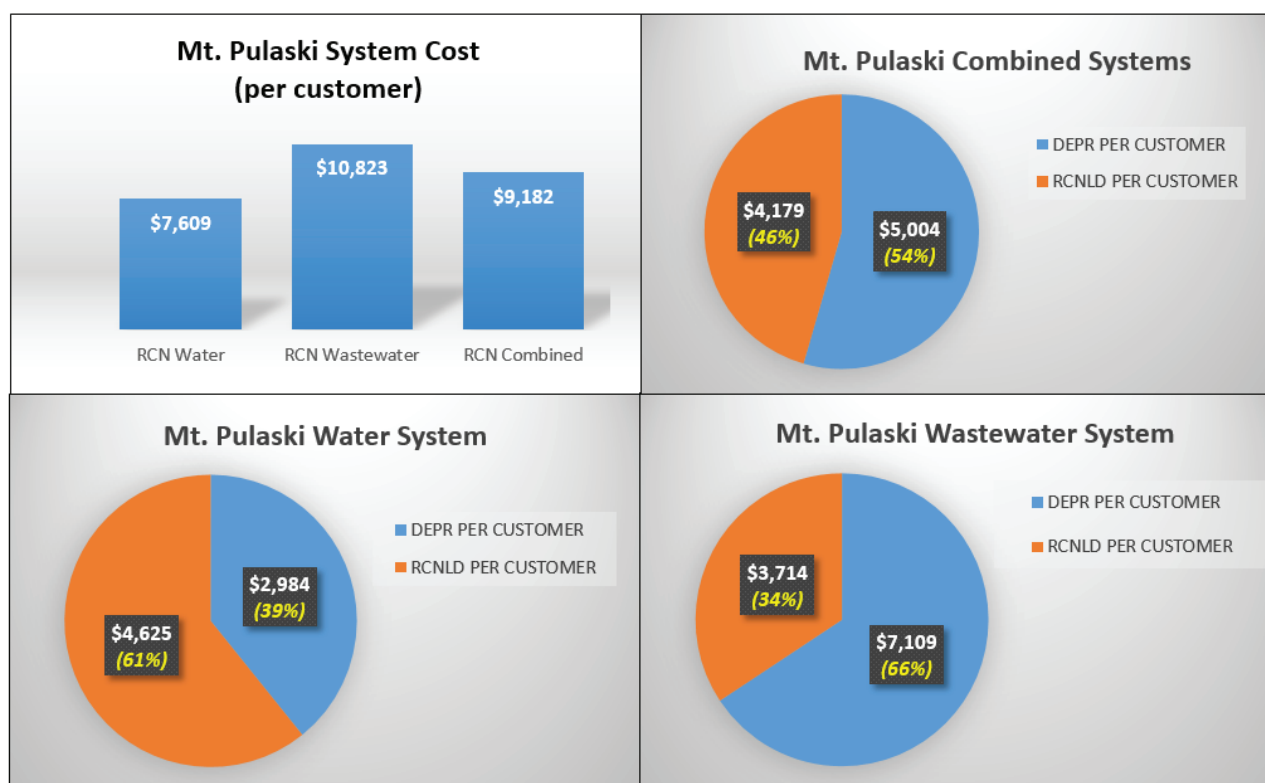 Mt. Pulaski System Cost
(per customer)
$7,609
$10,823
$9,182
RCN Water
RCN Wastewater
RCN Combined
Mt. Pulaski Combined Systems
DEPR PER CUSTOMER
RCNLD PER CUSTOMER
$4,179
(46%)
$5,004
(54%)
Mt. Pulaski Water System
DEPR PER CUSTOMER
RCNLD PER CUSTOMER
$2,984
(39%)
$4,625
(61%)
Mt. Pulaski Wastewater System
DEPR PER CUSTOMER
RCNLD PER CUSTOMER
$3,714
(34%)
$7,109
(66%)